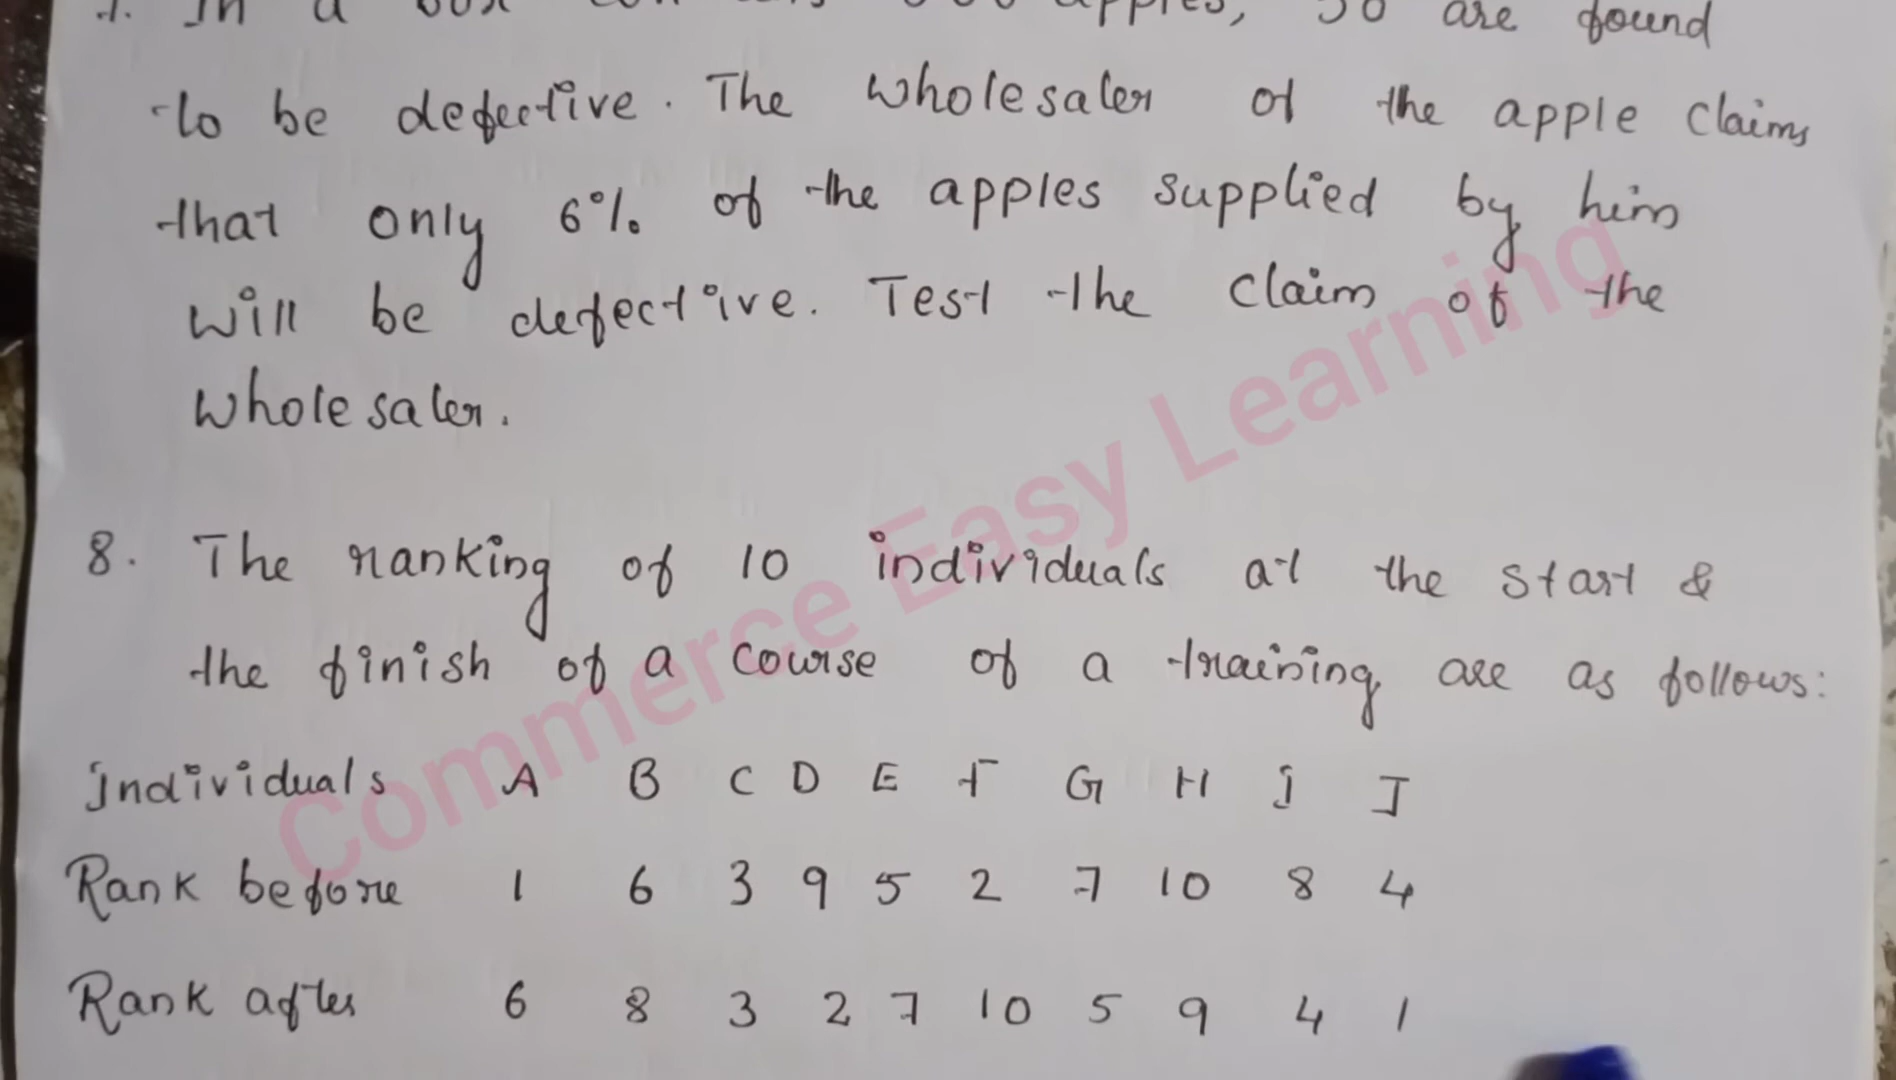 In a
apples, 50 are found
to be defective. The wholesaler of the apple claims
that only 6% of the apples supplied by him
will be defective. Test the claim of the
wholesaler.
8. The ranking of 10 individuals at the start &
the finish of a course of a training are as follows:
Individuals A B C D E F G H I J
Rank before 1 6 3 9 5 2 7 10 8 4
Rank after 6 8 3 2 7 10 5 9 4 1
Commerce Easy Learning